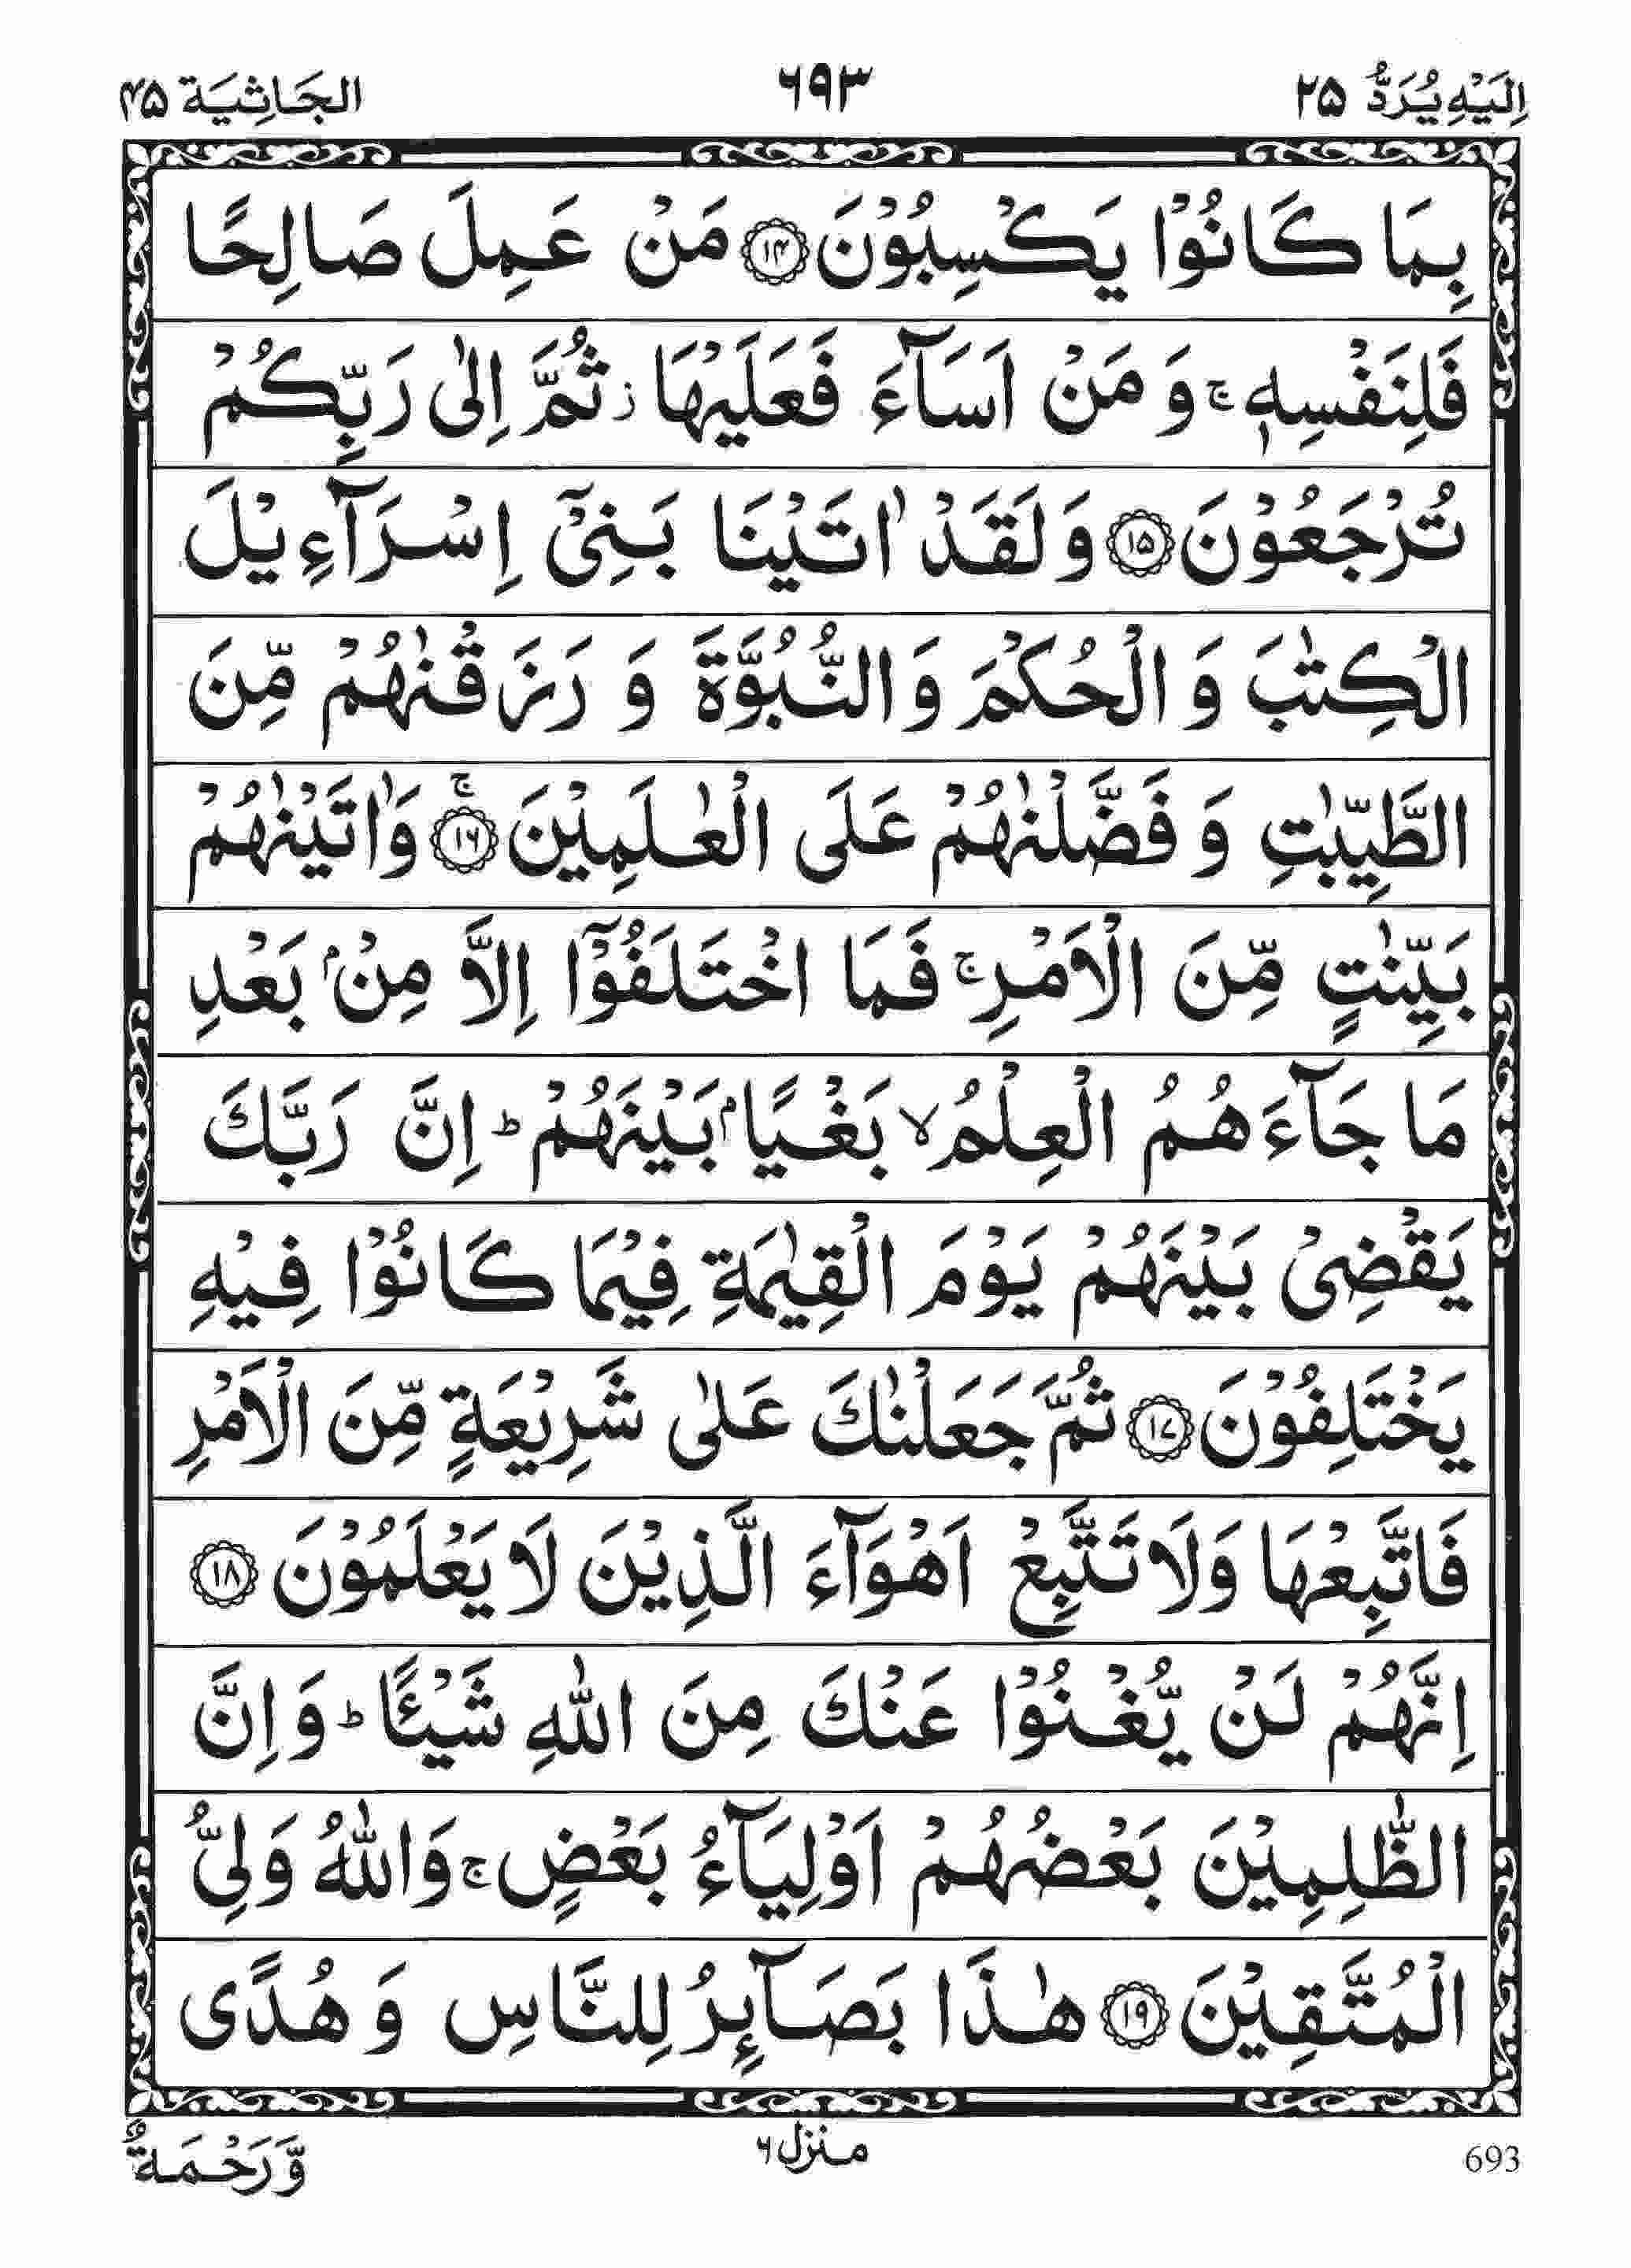 اِلَيْهِ يُرَدُّ ۲۵ ۶۹۳ الجَاثِيَة ۴۵
بِمَا كَانُوْا يَكْسِبُوْنَ ۱۴ مَنْ عَمِلَ صَالِحًا
فَلِنَفْسِهٖ ۚ وَ مَنْ اَسَآءَ فَعَلَيْهَا ز ثُمَّ اِلٰى رَبِّكُمْ
تُرْجَعُوْنَ ۱۵ وَ لَقَدْ اٰتَيْنَا بَنِىْٓ اِسْرَآءِيْلَ
الْكِتٰبَ وَ الْحُكْمَ وَ النُّبُوَّةَ وَ رَزَقْنٰهُمْ مِّنَ
الطَّيِّبٰتِ وَ فَضَّلْنٰهُمْ عَلَى الْعٰلَمِيْنَ ۱۶ ۚ وَاٰتَيْنٰهُمْ
بَيِّنٰتٍ مِّنَ الْاَمْرِ ۚ فَمَا اخْتَلَفُوْٓا اِلَّا مِنْۢ بَعْدِ
مَا جَآءَهُمُ الْعِلْمُ ۙ بَغْيًاۢ بَيْنَهُمْ ؕ اِنَّ رَبَّكَ
يَقْضِىْ بَيْنَهُمْ يَوْمَ الْقِيٰمَةِ فِيْمَا كَانُوْا فِيْهِ
يَخْتَلِفُوْنَ ۱۷ ثُمَّ جَعَلْنٰكَ عَلٰى شَرِيْعَةٍ مِّنَ الْاَمْرِ
فَاتَّبِعْهَا وَلَا تَتَّبِعْ اَهْوَآءَ الَّذِيْنَ لَا يَعْلَمُوْنَ ۱۸
اِنَّهُمْ لَنْ يُّغْنُوْا عَنْكَ مِنَ اللّٰهِ شَيْئًا ؕ وَ اِنَّ
الظّٰلِمِيْنَ بَعْضُهُمْ اَوْلِيَآءُ بَعْضٍ ۚ وَاللّٰهُ وَلِىُّ
الْمُتَّقِيْنَ ۱۹ هٰذَا بَصَآئِرُ لِلنَّاسِ وَ هُدًى
وَّ رَحْمَةٌ
منزل ۶
693